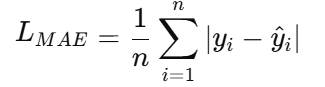 L_{MAE} = \frac{1}{n} \sum_{i=1}^{n} |y_i - \hat{y}_i|